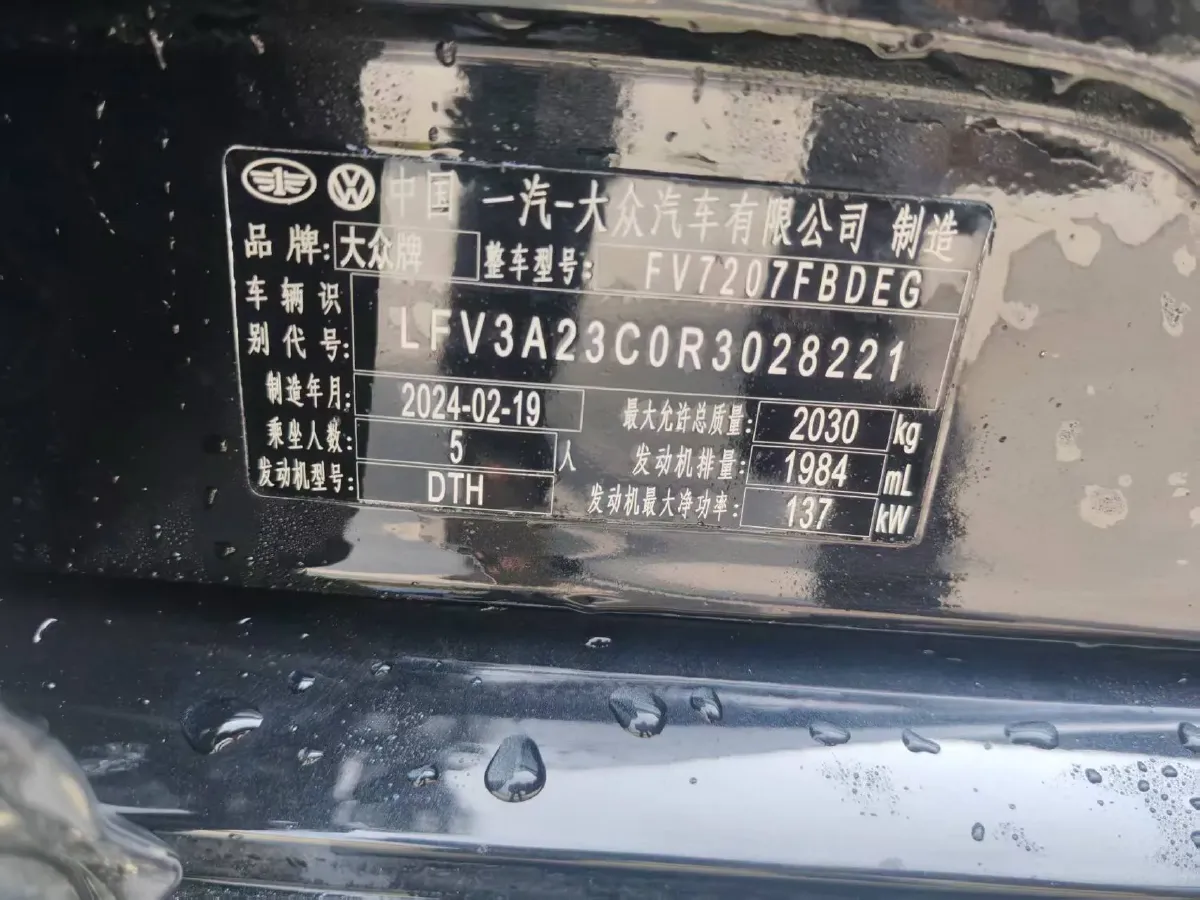 中国 一汽-大众汽车有限公司 制造
品牌:大众牌 整车型号: FV7207FBDEG
车辆识
别代号: LFV3A23C0R3028221
制造年月: 2024-02-19 最大允许总质量: 2030 kg
乘坐人数: 5 人 发动机排量: 1984 mL
发动机型号: DTH 发动机最大净功率: 137 kW